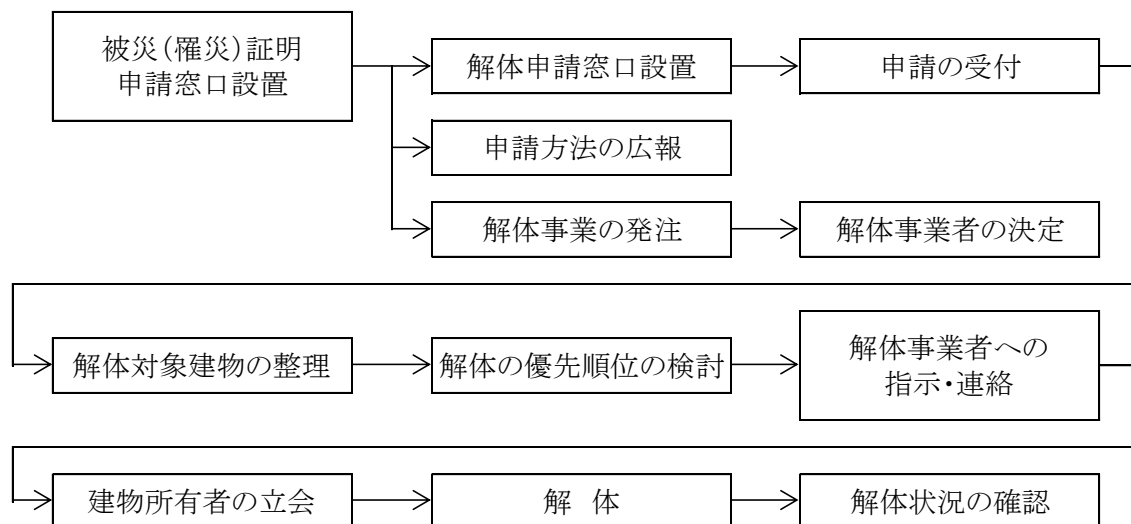 被災(罹災)証明
申請窓口設置
解体申請窓口設置
申請の受付
申請方法の広報
解体事業の発注
解体事業者の決定
解体対象建物の整理
解体の優先順位の検討
解体事業者への
指示・連絡
建物所有者の立会
解 体
解体状況の確認